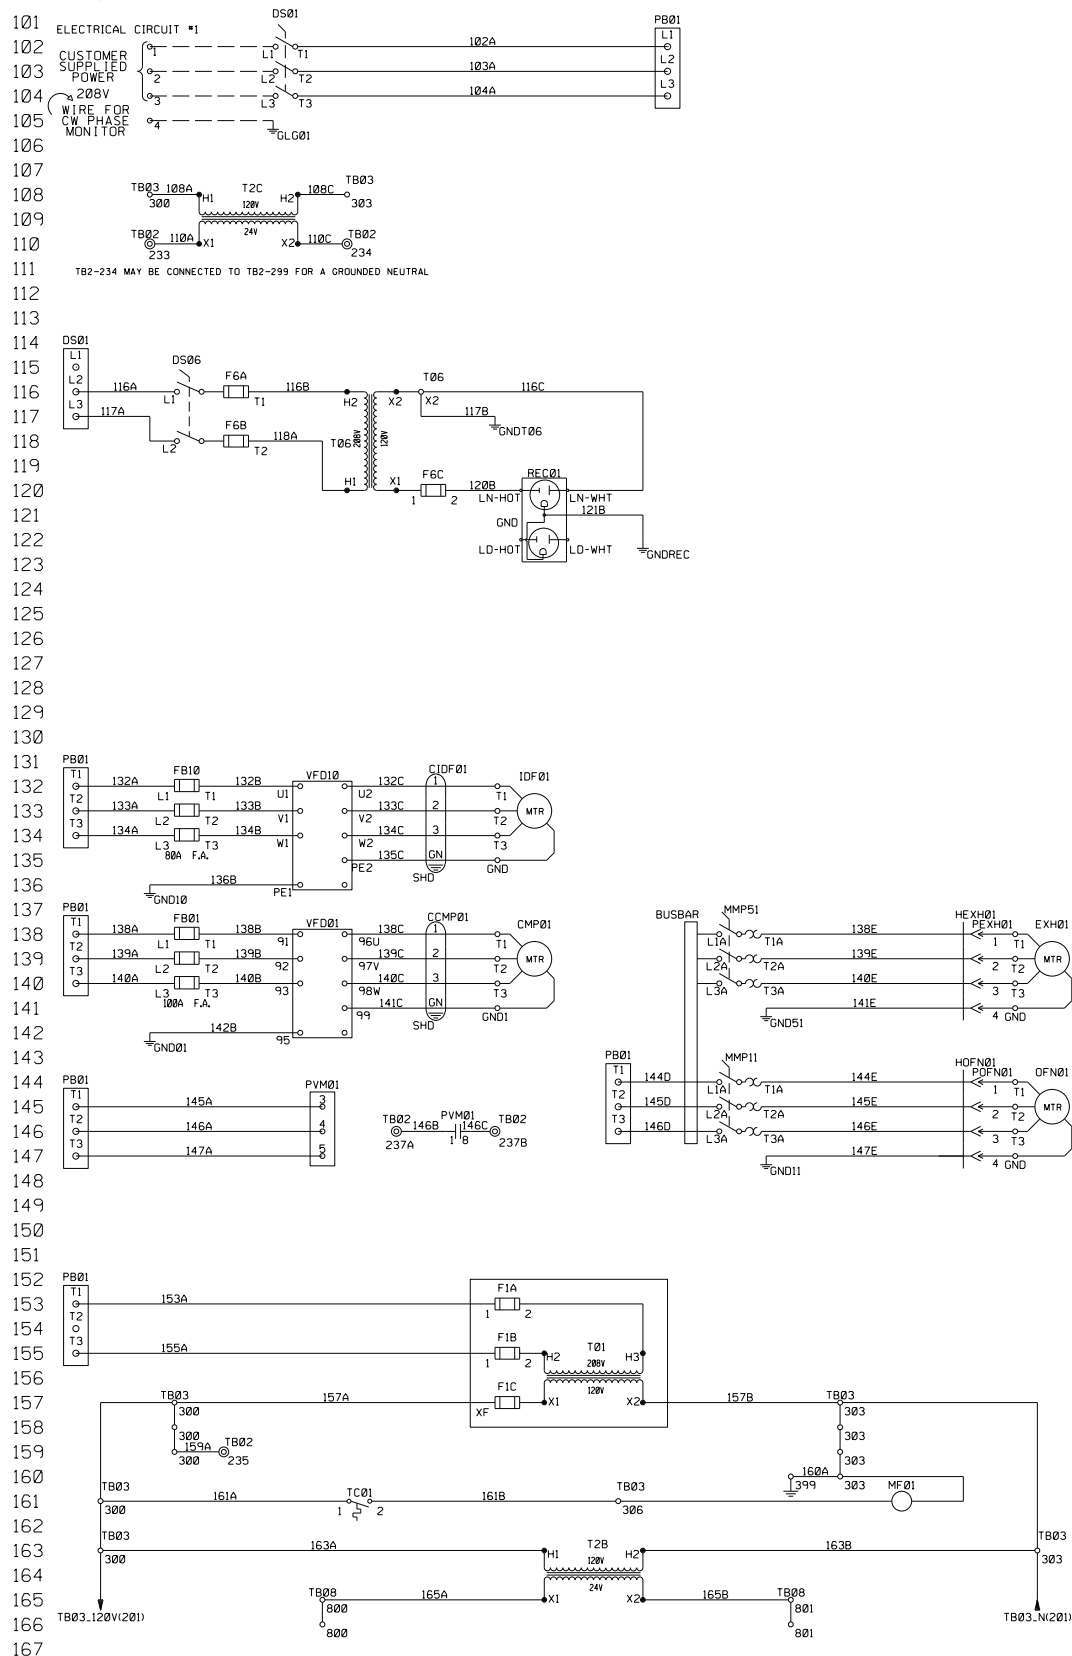 101 ELECTRICAL CIRCUIT #1 DS01 PB01
L1
102 CUSTOMER 1 L1 T1 102A
SUPPLIED L2
103 POWER 2 L2 T2 103A
L3
104 208V 3 L3 T3 104A
WIRE FOR
105 CW PHASE 4 GLG01
MONITOR
106
107
108 TB03 108A H1 T2C H2 108C TB03
300 120V 303
109
TB02 24V TB02
110 110A X1 X2 110C
233 234
111 TB2-234 MAY BE CONNECTED TO TB2-299 FOR A GROUNDED NEUTRAL
112
113
114 DS01
L1
115 DS06
L2 F6A T06
116 116A L1 T1 116B H2 X2 X2 116C
L3
117 117A F6B 117B GNDT06
118 L2 T2 118A T06 208V 120V
119
H1 X1 F6C REC01
120 1 2 120B LN-HOT LN-WHT
121 GND 121B
122
LD-HOT LD-WHT GNDREC
123
124
125
126
127
128
129
130
131 PB01
T1 FB10 VFD10 CIDF01 IDF01
132 132A L1 T1 132B U1 U2 132C 1 T1
T2
133 133A L2 T2 133B V1 V2 133C 2 T2 MTR
T3
134 134A L3 T3 134B W1 W2 134C 3 T3
80A F.A.
135 PE2 135C GN GND
SHD
136 136B PE1
GND10
137 PB01 BUSBAR MMP51 HEXH01
T1 FB01 VFD01 CCMP01 CMP01 PEXH01 EXH01
138 138A L1 T1 138B 91 96U 138C 1 T1 L1A T1A 138E 1 T1
T2
139 139A L2 T2 139B 92 97V 139C 2 T2 MTR L2A T2A 139E 2 T2 MTR
T3
140 140A L3 T3 140B 93 98W 140C 3 T3 L3A T3A 140E 3 T3
100A F.A.
141 99 141C GN GND1 141E 4 GND
SHD GND51
142 142B 95
GND01
143 PB01 MMP11 HOFN01
144 PB01 PVM01 T1 144D L1A T1A 144E POFN01 1 T1 OFN01
T1 T2
145 145A 3 145D L2A T2A 145E 2 T2 MTR
T2 T3
146 146A 4 TB02 146B PVM01 146C TB02 146D L3A T3A 146E 3 T3
T3 237A 1 8 237B
147 147A 5 147E 4 GND
GND11
148
149
150
151
152 PB01
T1 F1A
153 153A 1 2
T2
154
T3 F1B T01
155 155A 1 2 H2 H3
208V
156
F1C 120V
157 TB03 157A XF X1 X2 157B TB03
300 303
158
300 303
159 159A TB02
300 235 303
160 160A
TB03 TC01 TB03 399 303 MF01
161 161A 1 2 161B
300 306
162
TB03 T2B TB03
163 163A H1 120V H2 163B
300 303
164
24V
165 TB08 165A X1 X2 165B TB08
800 801
TB03_120V(201) TB03_N(201)
166
800 801
167